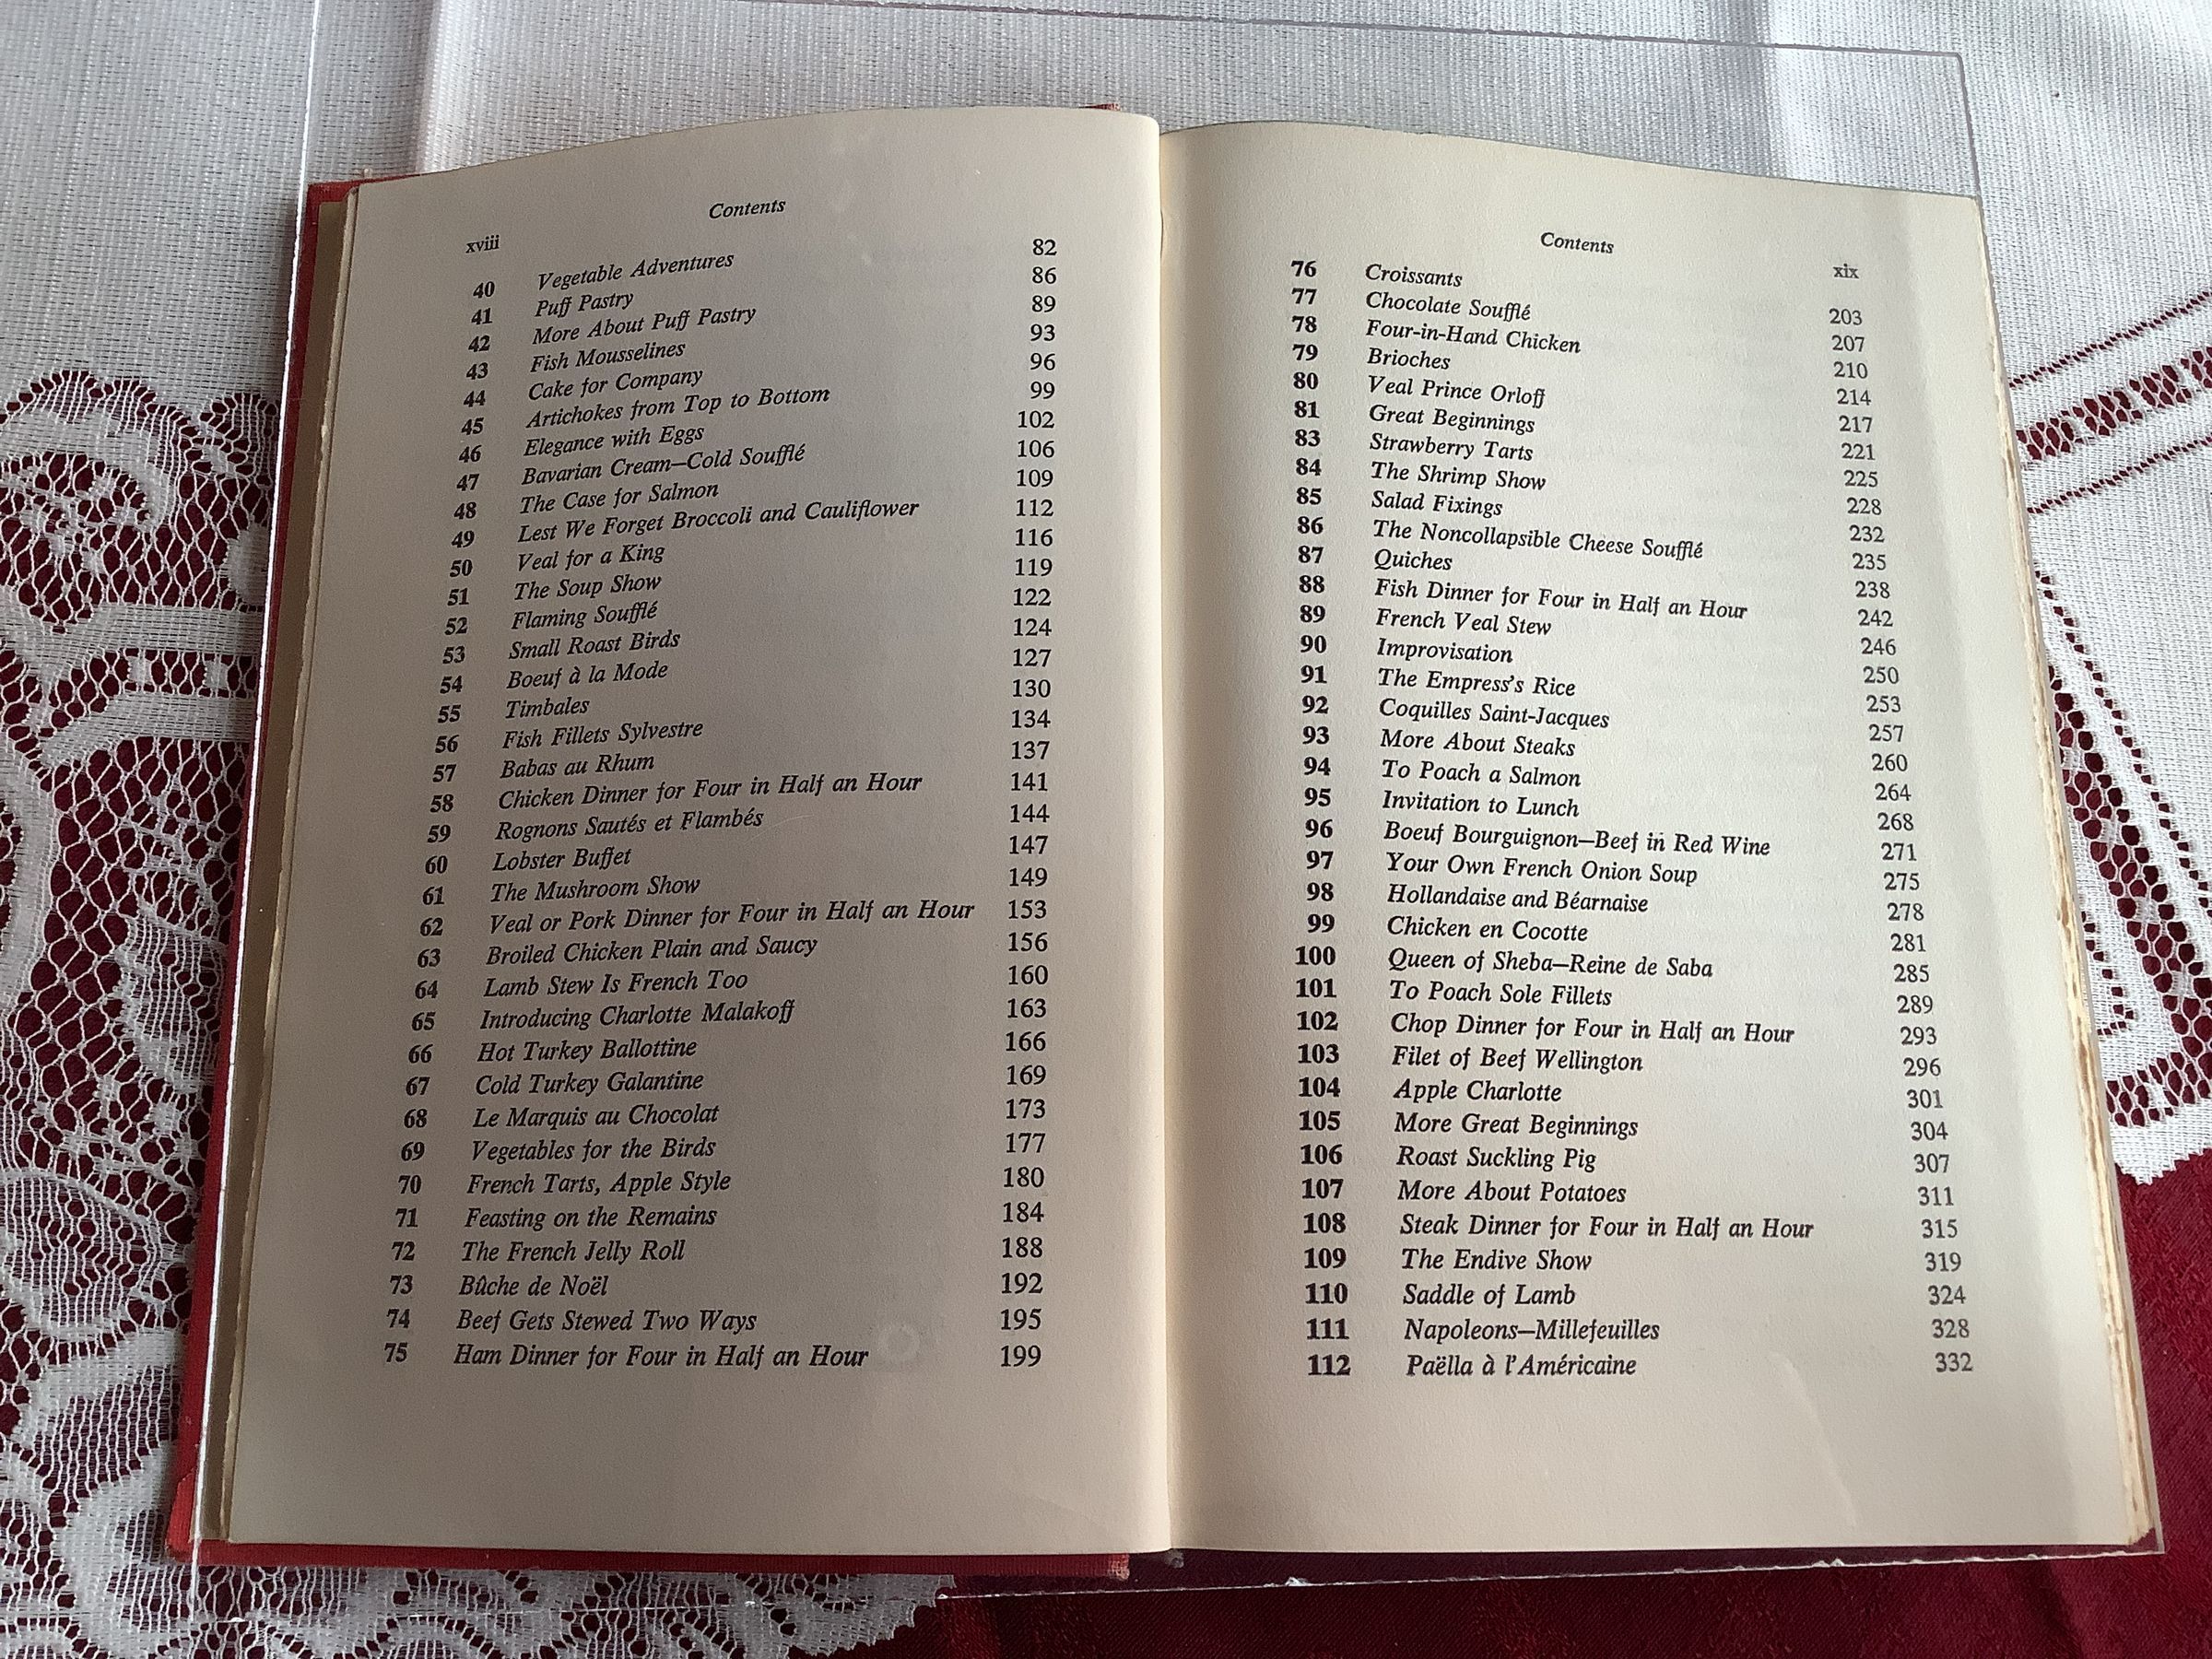 xviii Contents
40 Vegetable Adventures 82
41 Puff Pastry 86
42 More About Puff Pastry 89
43 Fish Mousselines 93
44 Cake for Company 96
45 Artichokes from Top to Bottom 99
46 Elegance with Eggs 102
47 Bavarian Cream—Cold Soufflé 106
48 The Case for Salmon 109
49 Lest We Forget Broccoli and Cauliflower 112
50 Veal for a King 116
51 The Soup Show 119
52 Flaming Soufflé 122
53 Small Roast Birds 124
54 Boeuf à la Mode 127
55 Timbales 130
56 Fish Fillets Sylvestre 134
57 Babas au Rhum 137
58 Chicken Dinner for Four in Half an Hour 141
59 Rognons Sautés et Flambés 144
60 Lobster Buffet 147
61 The Mushroom Show 149
62 Veal or Pork Dinner for Four in Half an Hour 153
63 Broiled Chicken Plain and Saucy 156
64 Lamb Stew Is French Too 160
65 Introducing Charlotte Malakoff 163
66 Hot Turkey Ballottine 166
67 Cold Turkey Galantine 169
68 Le Marquis au Chocolat 173
69 Vegetables for the Birds 177
70 French Tarts, Apple Style 180
71 Feasting on the Remains 184
72 The French Jelly Roll 188
73 Bûche de Noël 192
74 Beef Gets Stewed Two Ways 195
75 Ham Dinner for Four in Half an Hour 199
Contents xix
76 Croissants 203
77 Chocolate Soufflé 207
78 Four-in-Hand Chicken 210
79 Brioches 214
80 Veal Prince Orloff 217
81 Great Beginnings 221
83 Strawberry Tarts 225
84 The Shrimp Show 228
85 Salad Fixings 232
86 The Noncollapsible Cheese Soufflé 235
87 Quiches 238
88 Fish Dinner for Four in Half an Hour 242
89 French Veal Stew 246
90 Improvisation 250
91 The Empress's Rice 253
92 Coquilles Saint-Jacques 257
93 More About Steaks 260
94 To Poach a Salmon 264
95 Invitation to Lunch 268
96 Boeuf Bourguignon—Beef in Red Wine 271
97 Your Own French Onion Soup 275
98 Hollandaise and Béarnaise 278
99 Chicken en Cocotte 281
100 Queen of Sheba—Reine de Saba 285
101 To Poach Sole Fillets 289
102 Chop Dinner for Four in Half an Hour 293
103 Filet of Beef Wellington 296
104 Apple Charlotte 301
105 More Great Beginnings 304
106 Roast Suckling Pig 307
107 More About Potatoes 311
108 Steak Dinner for Four in Half an Hour 315
109 The Endive Show 319
110 Saddle of Lamb 324
111 Napoleons—Millefeuilles 328
112 Paëlla à l'Américaine 332